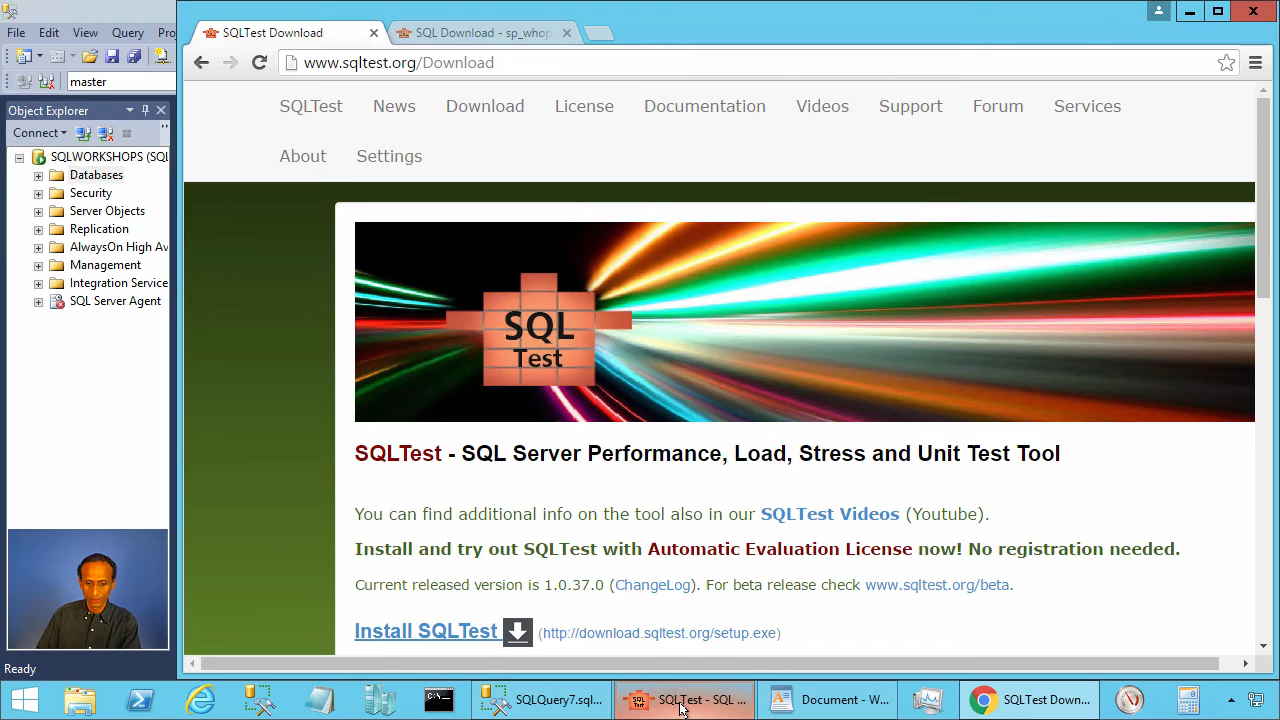 SQLTest Download
SQL Download - sp_whop
File Edit View Query Pro
www.sqltest.org/Download
master
Object Explorer
Connect
SQLWORKSHOPS (SQL
Databases
Security
Server Objects
Replication
AlwaysOn High Av
Management
Integration Service
SQL Server Agent
SQLTest News Download License Documentation Videos Support Forum Services
About Settings
SQL
Test
SQLTest - SQL Server Performance, Load, Stress and Unit Test Tool
You can find additional info on the tool also in our SQLTest Videos (Youtube).
Install and try out SQLTest with Automatic Evaluation License now! No registration needed.
Current released version is 1.0.37.0 (ChangeLog). For beta release check www.sqltest.org/beta.
Install SQLTest (http://download.sqltest.org/setup.exe)
Ready
SQLQuery7.sql...
SQLTest - SQL ...
Document - W...
SQLTest Down...